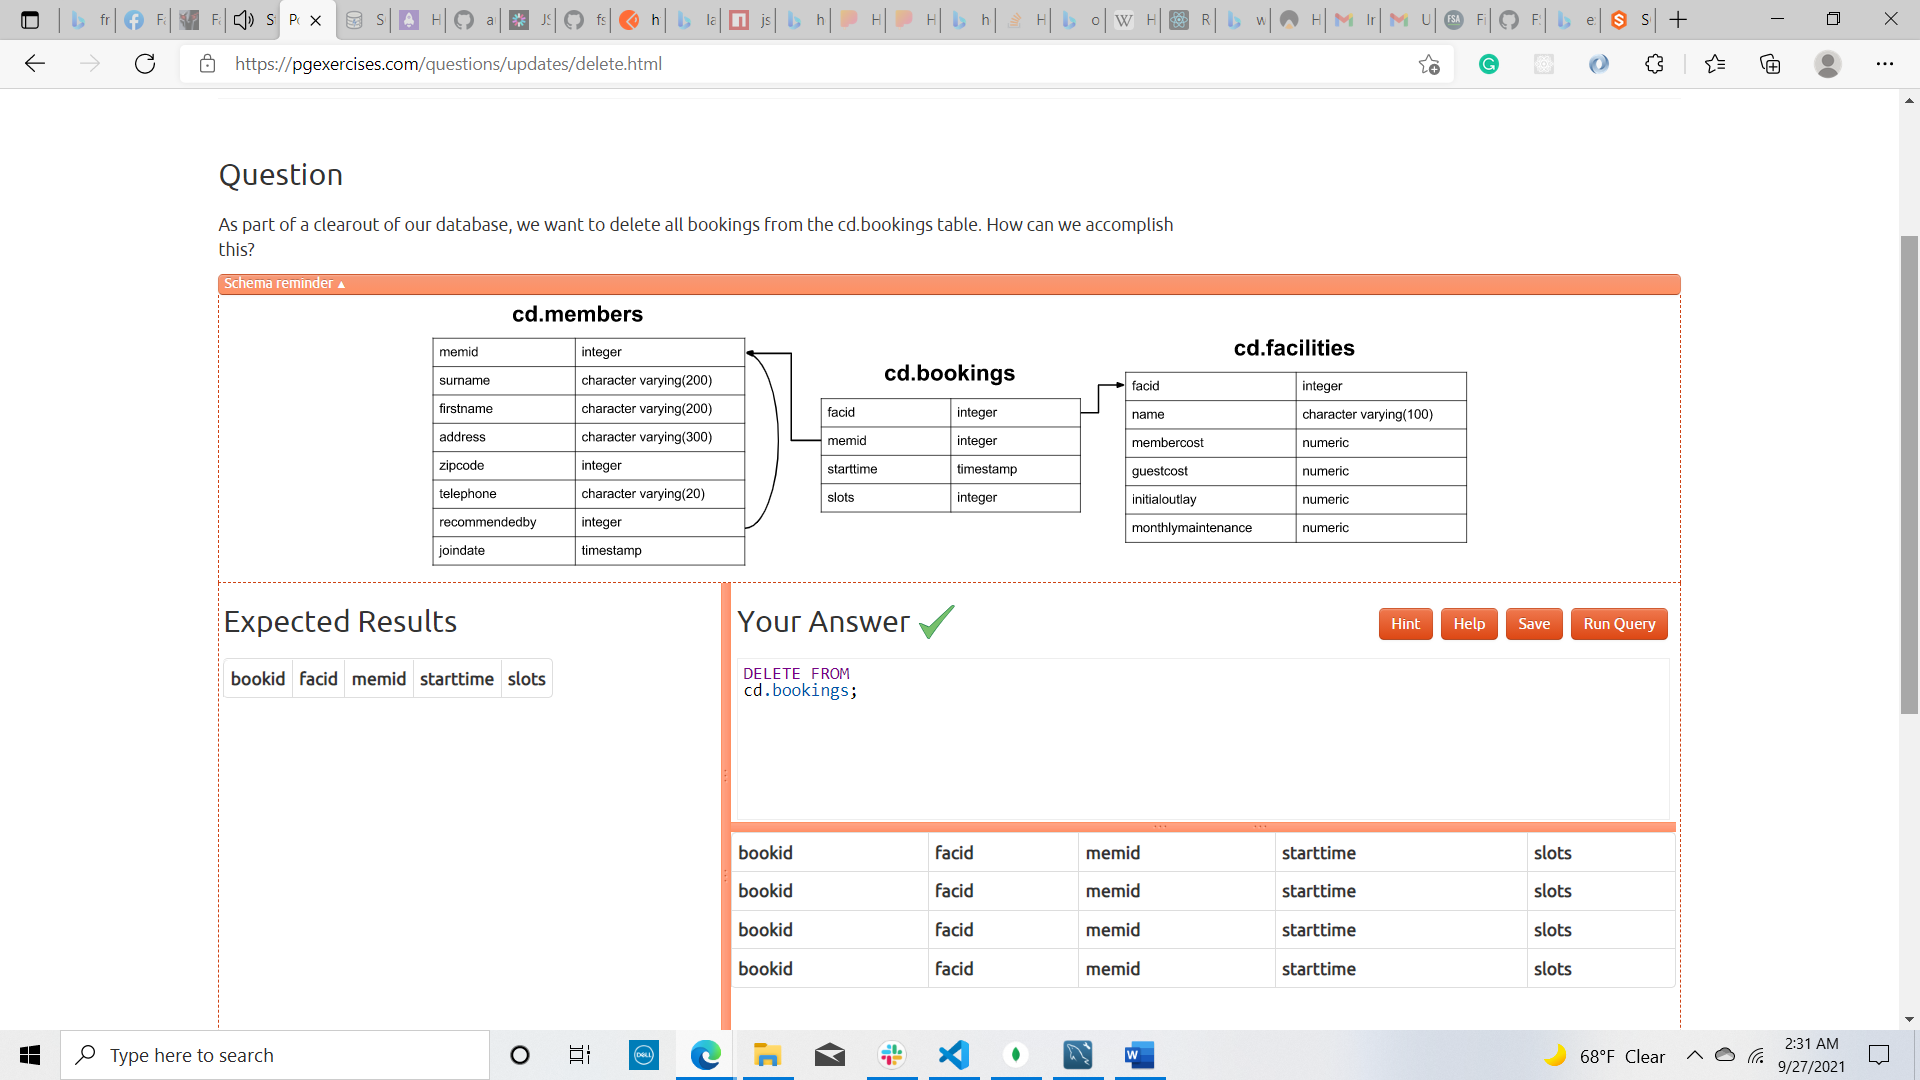 https://pgexercises.com/questions/updates/delete.html
Question
As part of a clearout of our database, we want to delete all bookings from the cd.bookings table. How can we accomplish
this?
Schema reminder ▴
cd.members
memid integer
surname character varying(200)
firstname character varying(200)
address character varying(300)
zipcode integer
telephone character varying(20)
recommendedby integer
joindate timestamp
cd.bookings
facid integer
memid integer
starttime timestamp
slots integer
cd.facilities
facid integer
name character varying(100)
membercost numeric
guestcost numeric
initialoutlay numeric
monthlymaintenance numeric
Expected Results
bookid facid memid starttime slots
Your Answer
Hint Help Save Run Query
DELETE FROM
cd.bookings;
bookid facid memid starttime slots
bookid facid memid starttime slots
bookid facid memid starttime slots
bookid facid memid starttime slots
Type here to search
DELL
68°F Clear
2:31 AM
9/27/2021